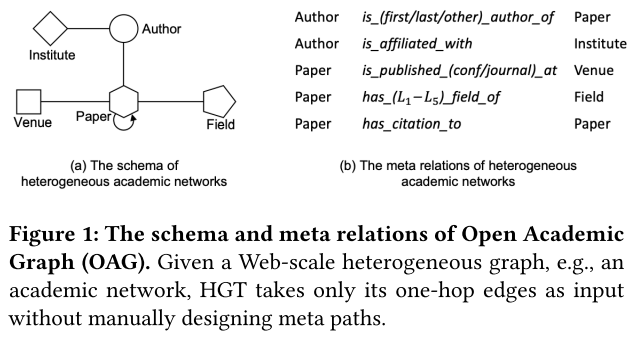 Institute
Author
Venue
Paper
Field
(a) The schema of
heterogeneous academic networks
Author is_(first/last/other)_author_of Paper
Author is_affiliated_with Institute
Paper is_published_(conf/journal)_at Venue
Paper has_(L₁−L₅)_field_of Field
Paper has_citation_to Paper
(b) The meta relations of heterogeneous
academic networks
Figure 1: The schema and meta relations of Open Academic
Graph (OAG). Given a Web-scale heterogeneous graph, e.g., an
academic network, HGT takes only its one-hop edges as input
without manually designing meta paths.